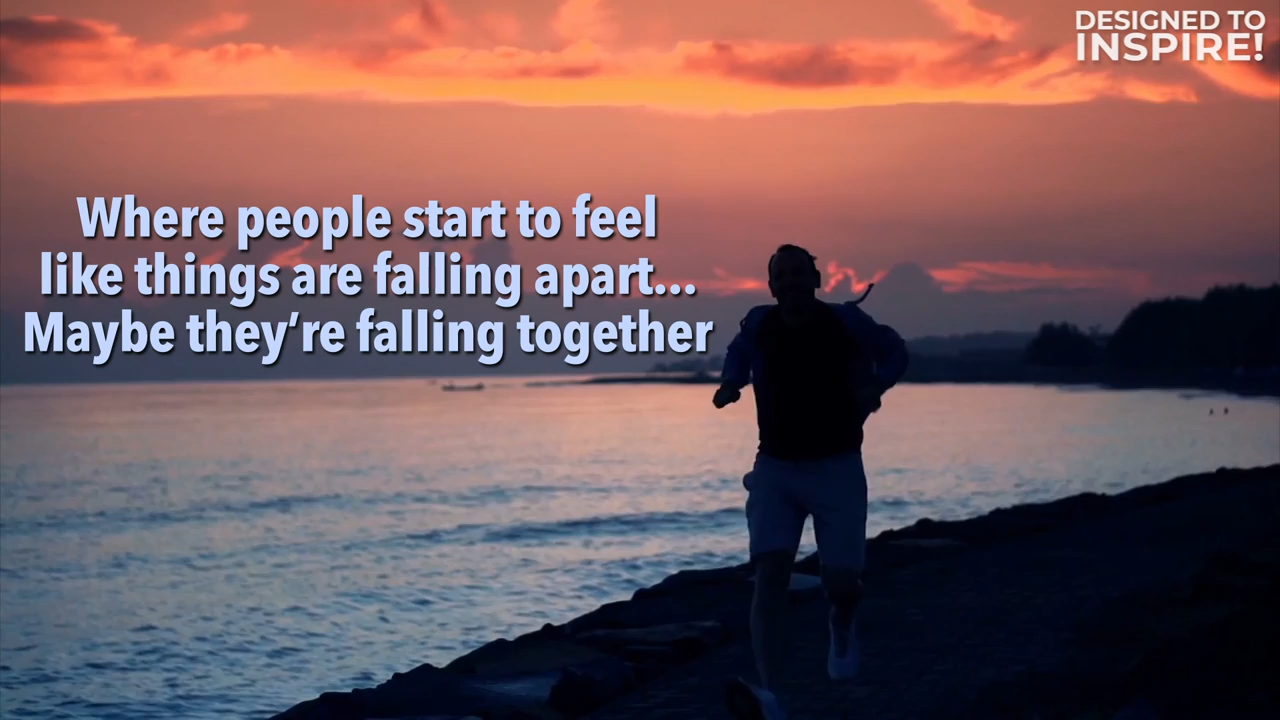 DESIGNED TO
INSPIRE!
Where people start to feel
like things are falling apart...
Maybe they’re falling together